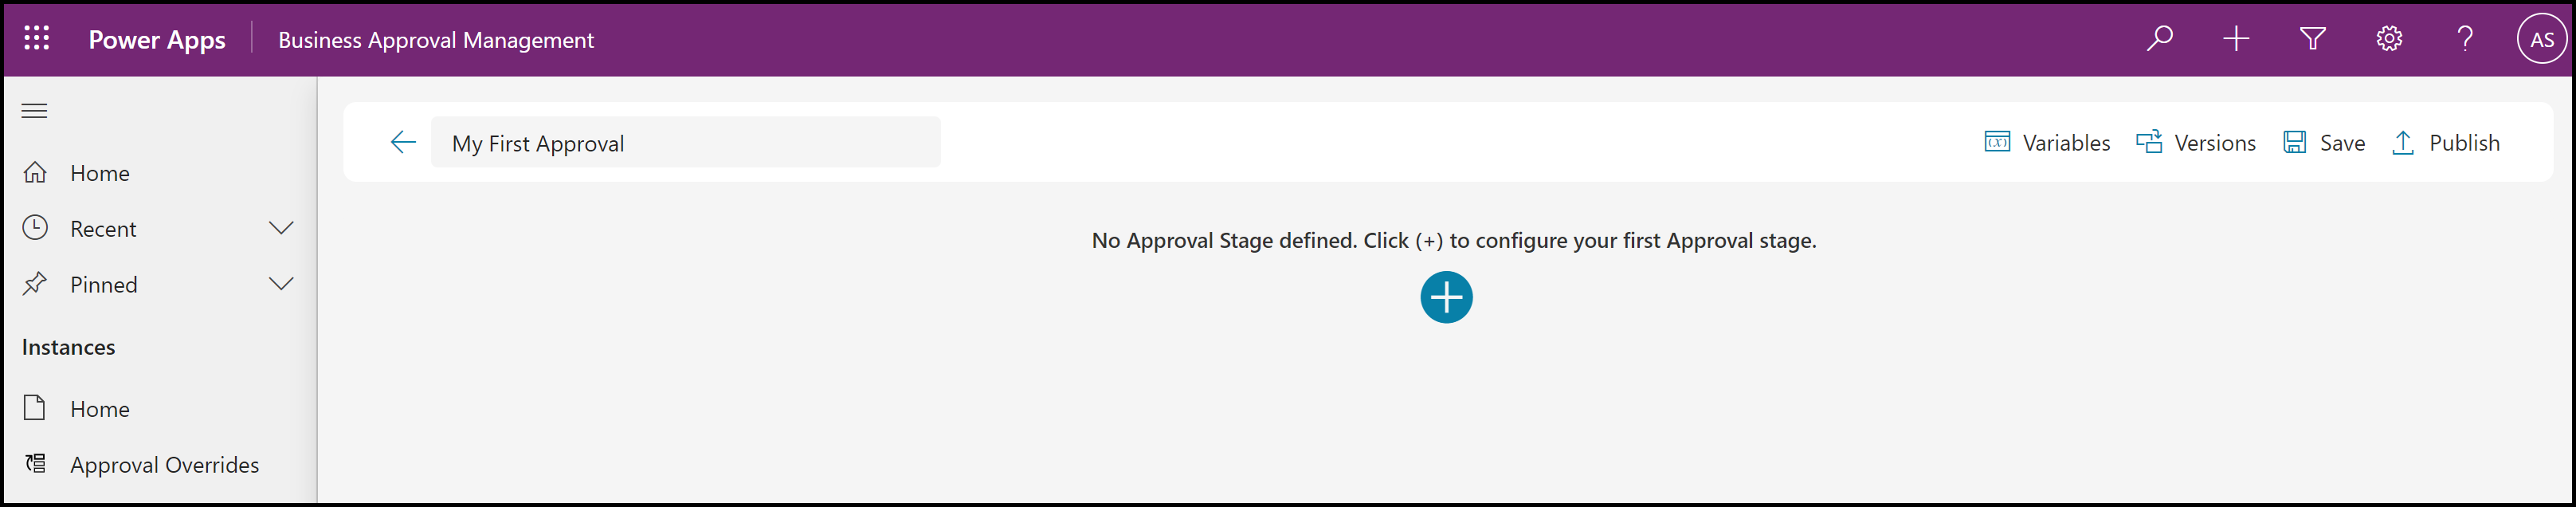 Power Apps
Business Approval Management
AS
Home
Recent
Pinned
Instances
Home
Approval Overrides
My First Approval
(x)
Variables
Versions
Save
Publish
No Approval Stage defined. Click (+) to configure your first Approval stage.